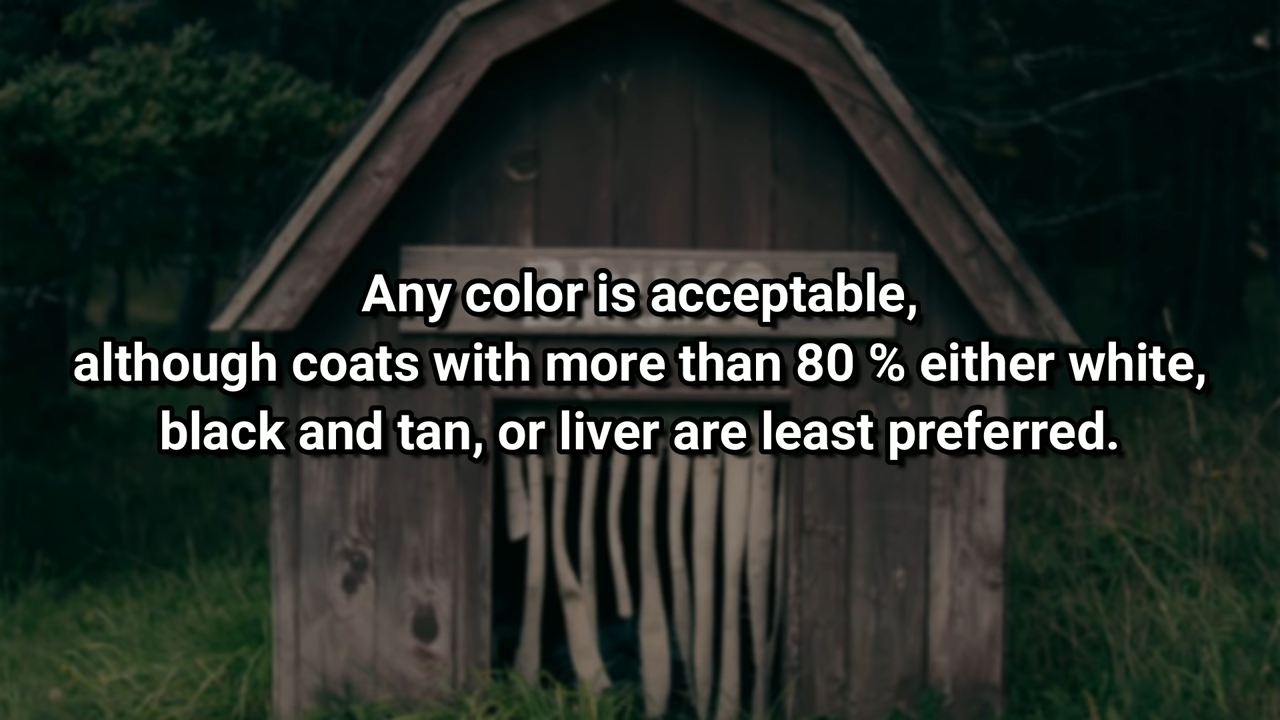 Any color is acceptable,
although coats with more than 80 % either white,
black and tan, or liver are least preferred.